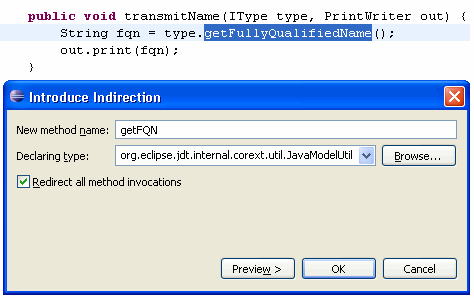 public void transmitName(IType type, PrintWriter out) {
String fqn = type.getFullyQualifiedName();
out.print(fqn);
}
Introduce Indirection
New method name: getFQN
Declaring type: org.eclipse.jdt.internal.corext.util.JavaModelUtil Browse...
Redirect all method invocations
Preview > OK Cancel